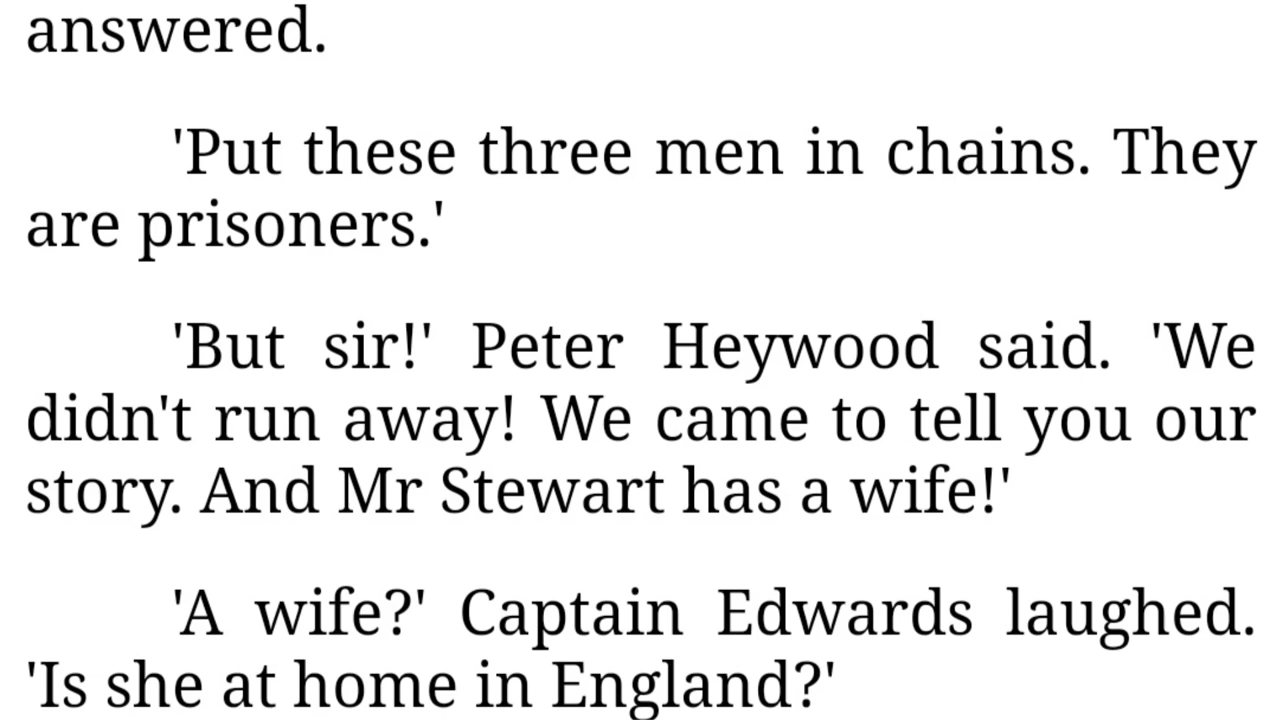 answered.
'Put these three men in chains. They
are prisoners.'
'But sir!' Peter Heywood said. 'We
didn't run away! We came to tell you our
story. And Mr Stewart has a wife!'
'A wife?' Captain Edwards laughed.
'Is she at home in England?'